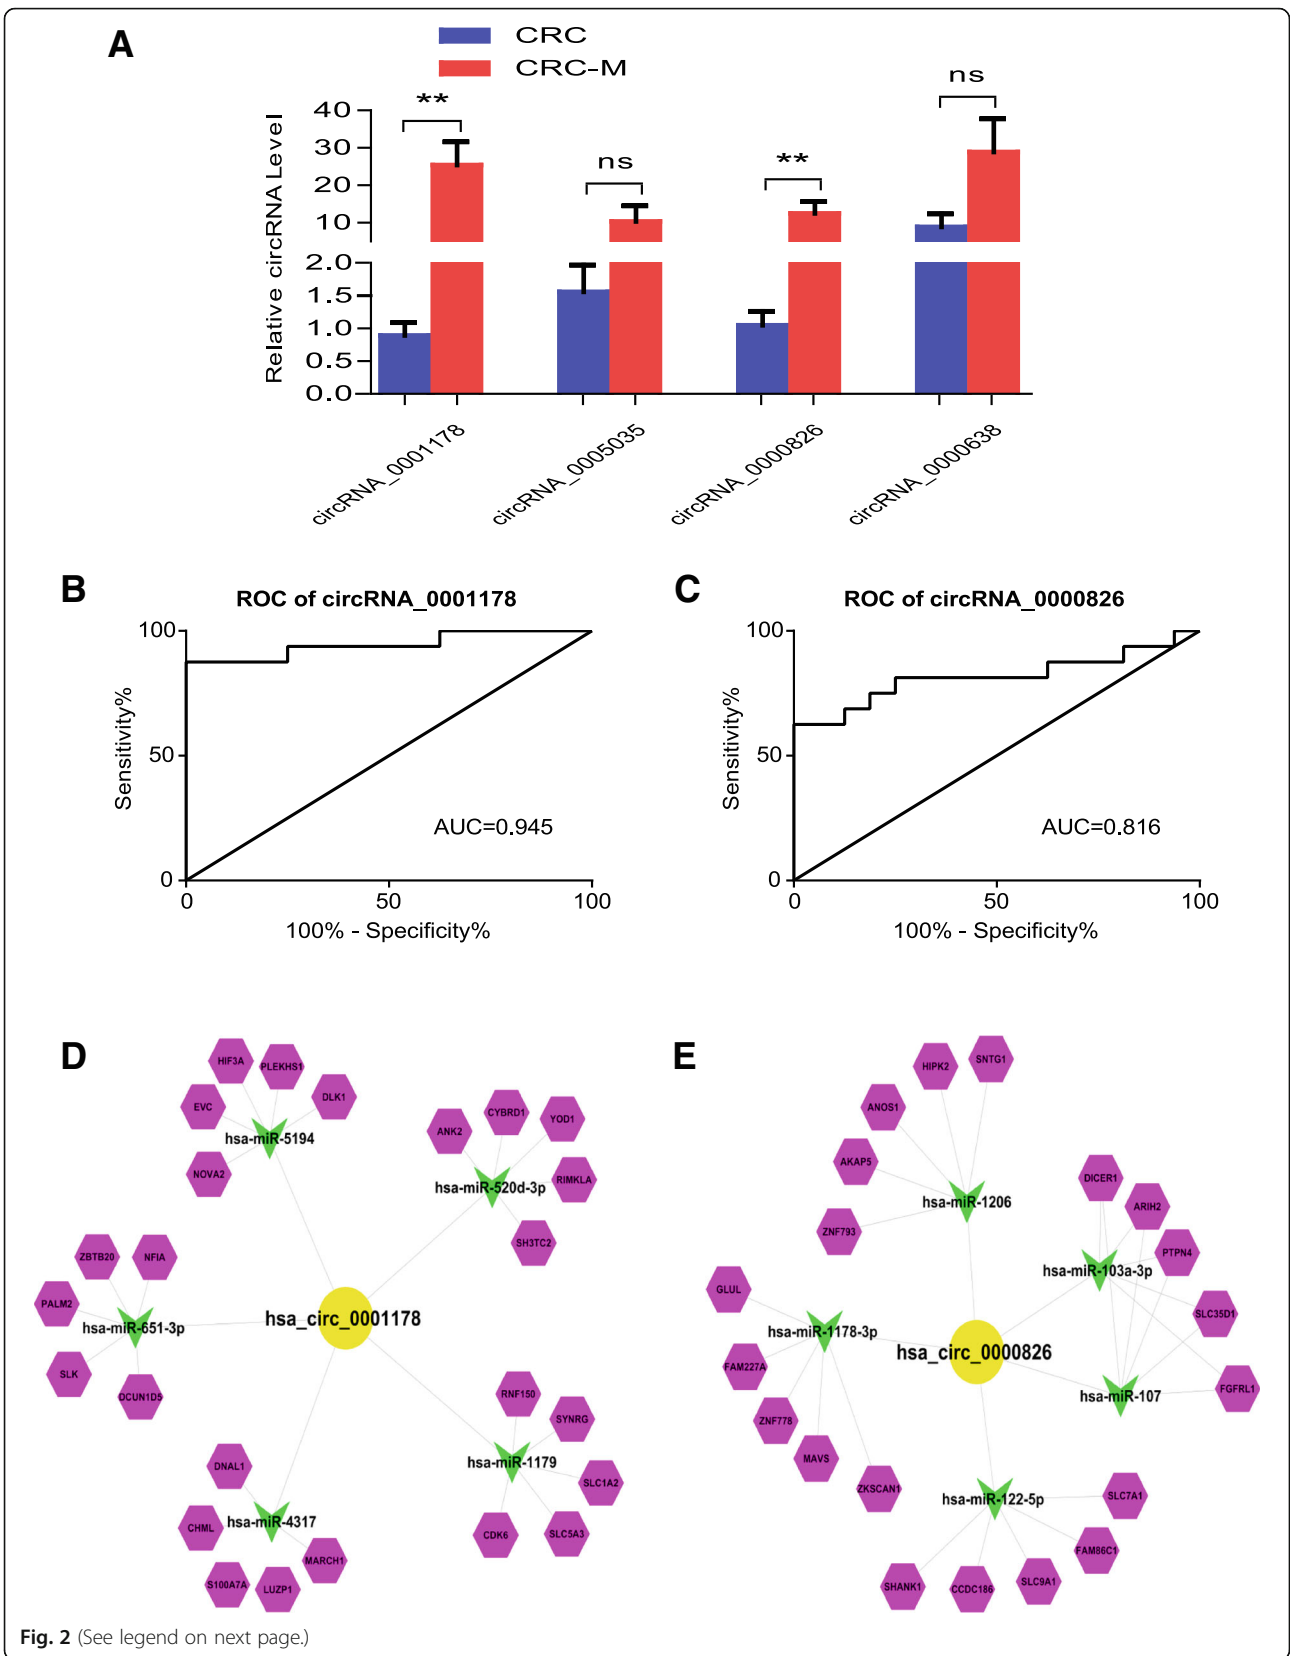 A
CRC
CRC-M
Relative circRNA Level
40
30
20
10
2.0
1.5
1.0
0.5
0.0
**
ns
**
ns
circRNA_0001178
circRNA_0005035
circRNA_0000826
circRNA_0000638
B
ROC of circRNA_0001178
Sensitivity%
100
50
0
AUC=0.945
0 50 100
100% - Specificity%
C
ROC of circRNA_0000826
Sensitivity%
100
50
0
AUC=0.816
0 50 100
100% - Specificity%
D
HIF3A
PLEKHS1
DLK1
EVC
hsa-miR-5194
NOVA2
CYBRD1
YOD1
ANK2
RIMKLA
hsa-miR-520d-3p
SH3TC2
ZBTB20
NFIA
PALM2
hsa-miR-651-3p
SLK
DCUN1D5
hsa_circ_0001178
RNF150
SYNRG
hsa-miR-1179
SLC1A2
CDK6
SLC5A3
DNAL1
CHML
hsa-miR-4317
MARCH1
S100A7A
LUZP1
E
HIPK2
SNTG1
ANOS1
AKAP5
hsa-miR-1206
ZNF793
DICER1
ARIH2
PTPN4
hsa-miR-103a-3p
SLC35D1
FGFRL1
hsa-miR-107
GLUL
hsa-miR-1178-3p
hsa_circ_0000826
FAM227A
ZNF778
MAVS
ZKSCAN1
hsa-miR-122-5p
SLC7A1
FAM86C1
SLC9A1
CCDC186
SHANK1
Fig. 2 (See legend on next page.)